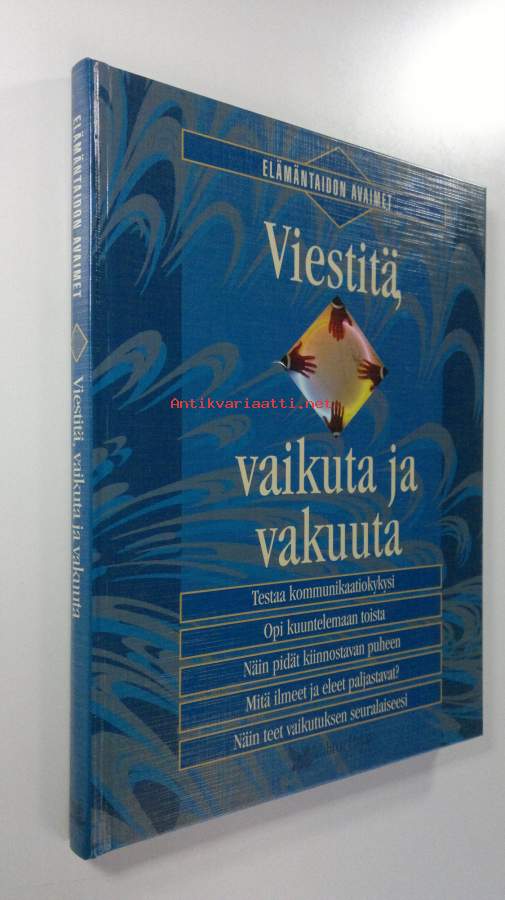 ELÄMÄNTAIDON AVAIMET
Viestitä, vaikuta ja vakuuta
ELÄMÄNTAIDON AVAIMET
Viestitä,
Antikvariaatti.net
vaikuta ja
vakuuta
Testaa kommunikaatiokykysi
Opi kuuntelemaan toista
Näin pidät kiinnostavan puheen
Mitä ilmeet ja eleet paljastavat?
Näin teet vaikutuksen seuralaiseesi